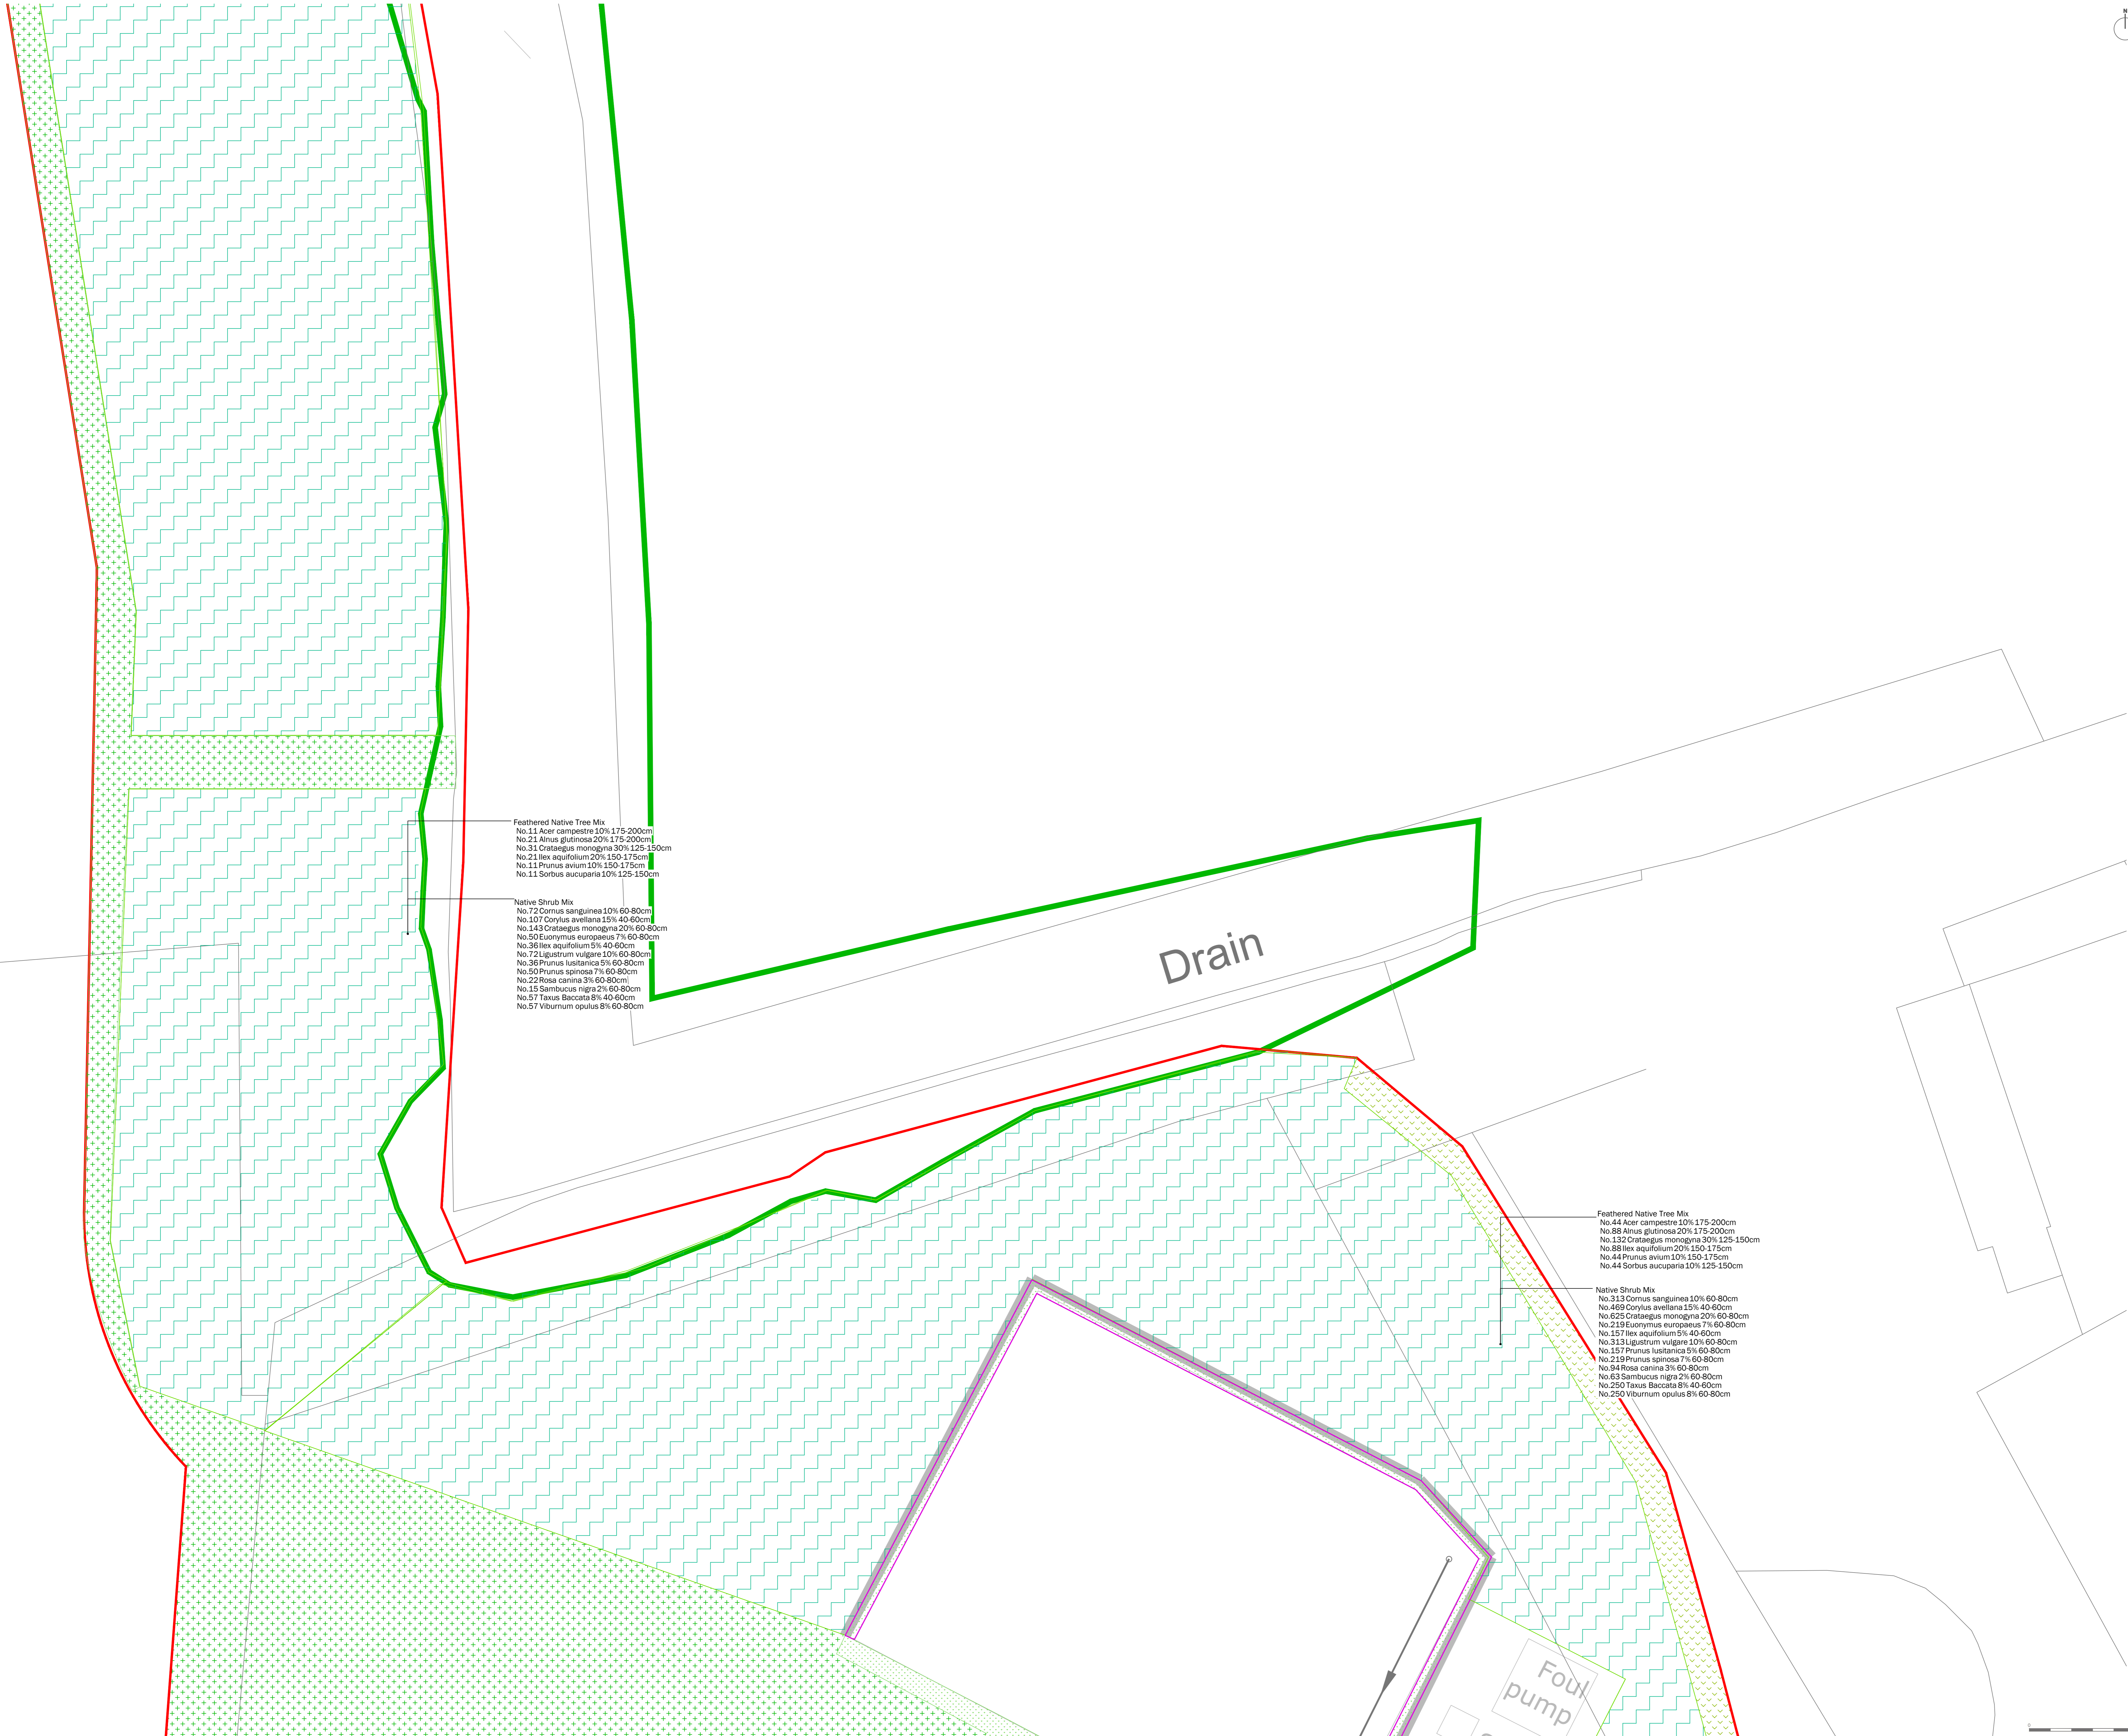 N
Feathered Native Tree Mix
No.11 Acer campestre 10% 175-200cm
No.21 Alnus glutinosa 20% 175-200cm
No.31 Crataegus monogyna 30% 125-150cm
No.21 Ilex aquifolium 20% 150-175cm
No.11 Prunus avium 10% 150-175cm
No.11 Sorbus aucuparia 10% 125-150cm
Native Shrub Mix
No.72 Cornus sanguinea 10% 60-80cm
No.107 Corylus avellana 15% 40-60cm
No.143 Crataegus monogyna 20% 60-80cm
No.50 Euonymus europaeus 7% 60-80cm
No.36 Ilex aquifolium 5% 40-60cm
No.72 Ligustrum vulgare 10% 60-80cm
No.36 Prunus lusitanica 5% 60-80cm
No.50 Prunus spinosa 7% 60-80cm
No.22 Rosa canina 3% 60-80cm
No.15 Sambucus nigra 2% 60-80cm
No.57 Taxus Baccata 8% 40-60cm
No.57 Viburnum opulus 8% 60-80cm
Drain
Feathered Native Tree Mix
No.44 Acer campestre 10% 175-200cm
No.88 Alnus glutinosa 20% 175-200cm
No.132 Crataegus monogyna 30% 125-150cm
No.88 Ilex aquifolium 20% 150-175cm
No.44 Prunus avium 10% 150-175cm
No.44 Sorbus aucuparia 10% 125-150cm
Native Shrub Mix
No.313 Cornus sanguinea 10% 60-80cm
No.469 Corylus avellana 15% 40-60cm
No.625 Crataegus monogyna 20% 60-80cm
No.219 Euonymus europaeus 7% 60-80cm
No.157 Ilex aquifolium 5% 40-60cm
No.313 Ligustrum vulgare 10% 60-80cm
No.157 Prunus lusitanica 5% 60-80cm
No.219 Prunus spinosa 7% 60-80cm
No.94 Rosa canina 3% 60-80cm
No.63 Sambucus nigra 2% 60-80cm
No.250 Taxus Baccata 8% 40-60cm
No.250 Viburnum opulus 8% 60-80cm
Foul
pump
0